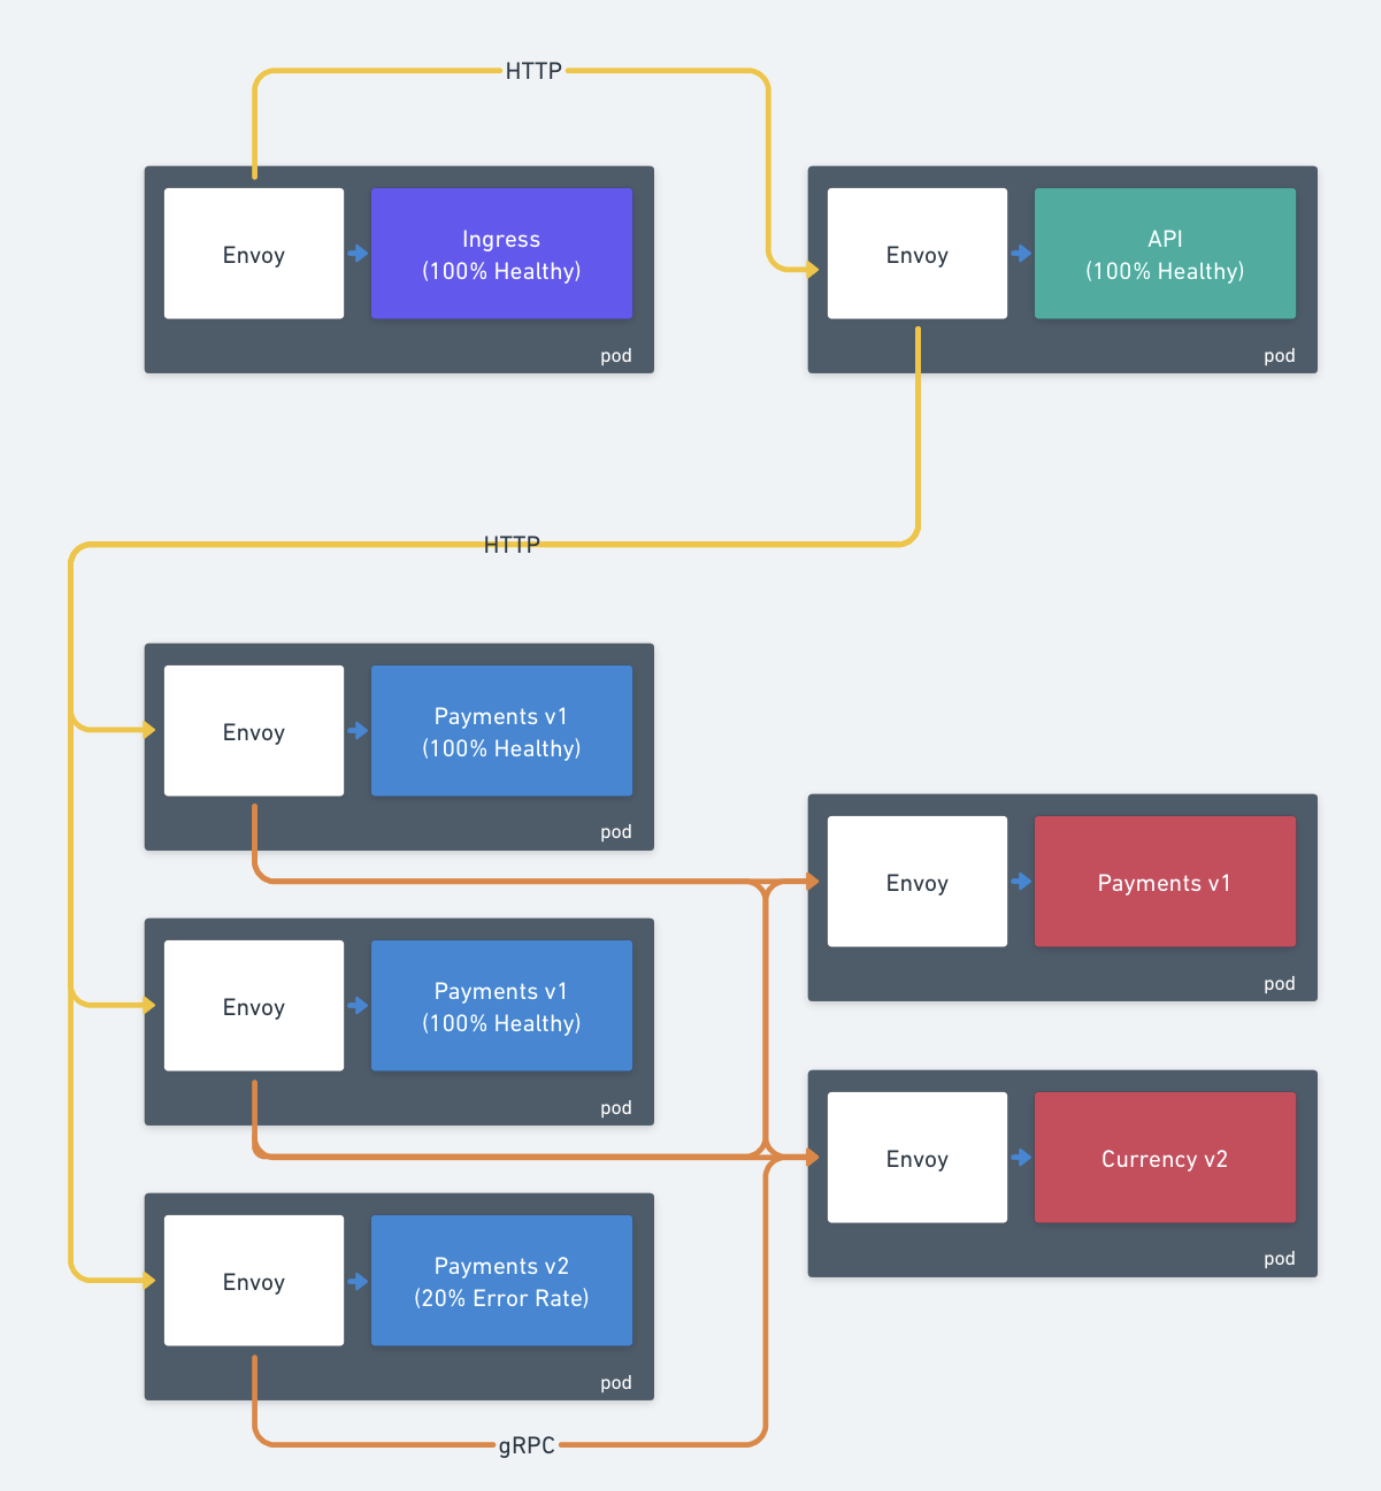 HTTP
Envoy
Ingress
(100% Healthy)
pod
Envoy
API
(100% Healthy)
pod
HTTP
Envoy
Payments v1
(100% Healthy)
pod
Envoy
Payments v1
pod
Envoy
Payments v1
(100% Healthy)
pod
Envoy
Currency v2
pod
Envoy
Payments v2
(20% Error Rate)
pod
gRPC